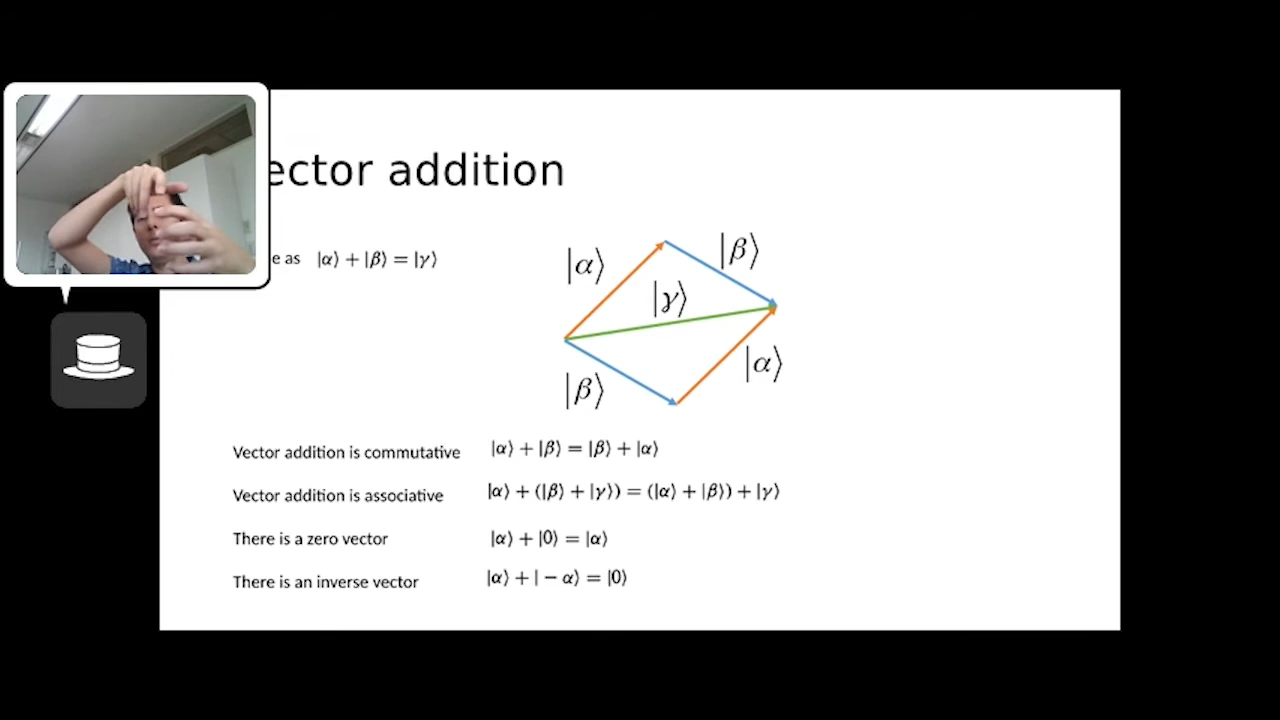 ector addition
e as |α⟩ + |β⟩ = |γ⟩
|α⟩ |β⟩
|γ⟩
|β⟩ |α⟩
Vector addition is commutative |α⟩ + |β⟩ = |β⟩ + |α⟩
Vector addition is associative |α⟩ + (|β⟩ + |γ⟩) = (|α⟩ + |β⟩) + |γ⟩
There is a zero vector |α⟩ + |0⟩ = |α⟩
There is an inverse vector |α⟩ + | − α⟩ = |0⟩